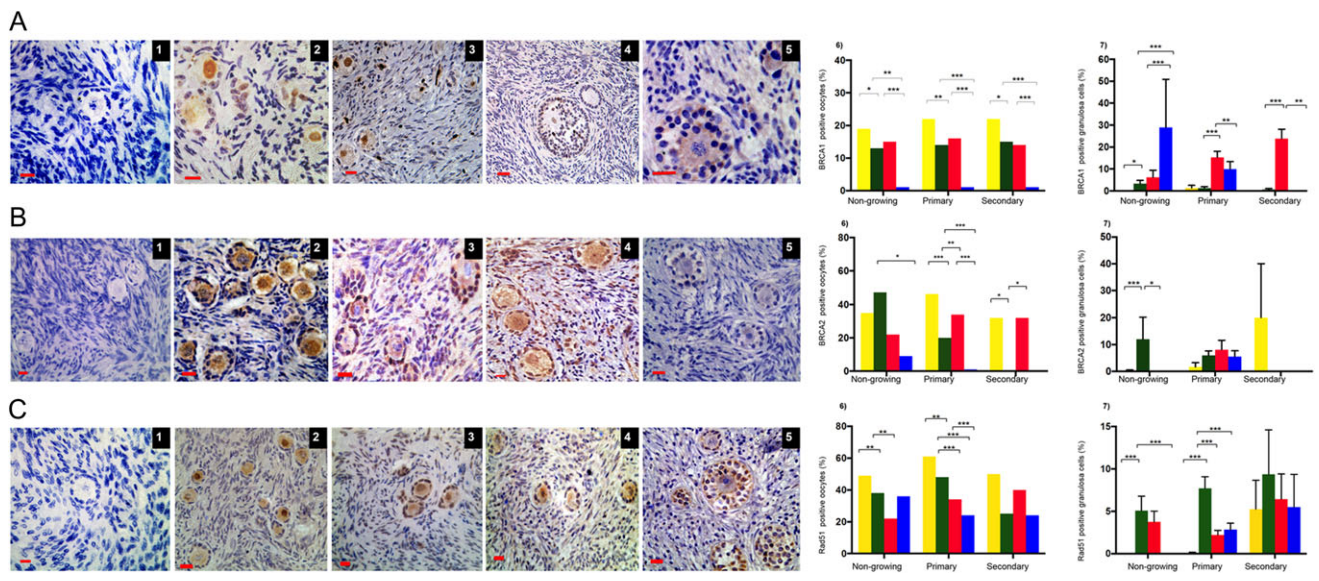 A
1 2 3 4 5
6)
BRCA1 positive oocytes (%)
50
40
30
20
10
0
* ** *** ** *** *** * *** ***
Non-growing Primary Secondary
7)
BRCA1 positive granulosa cells (%)
60
50
40
30
20
10
0
* *** *** *** ** *** **
Non-growing Primary Secondary
B
1 2 3 4 5
6)
BRCA2 positive oocytes (%)
80
60
40
20
0
* *** ** *** *** * *
Non-growing Primary Secondary
7)
BRCA2 positive granulosa cells (%)
50
40
30
20
10
0
*** *
Non-growing Primary Secondary
C
1 2 3 4 5
6)
Rad51 positive oocytes (%)
80
60
40
20
0
** ** ** *** *** ***
Non-growing Primary Secondary
7)
Rad51 positive granulosa cells (%)
15
10
5
0
*** *** *** *** ***
Non-growing Primary Secondary